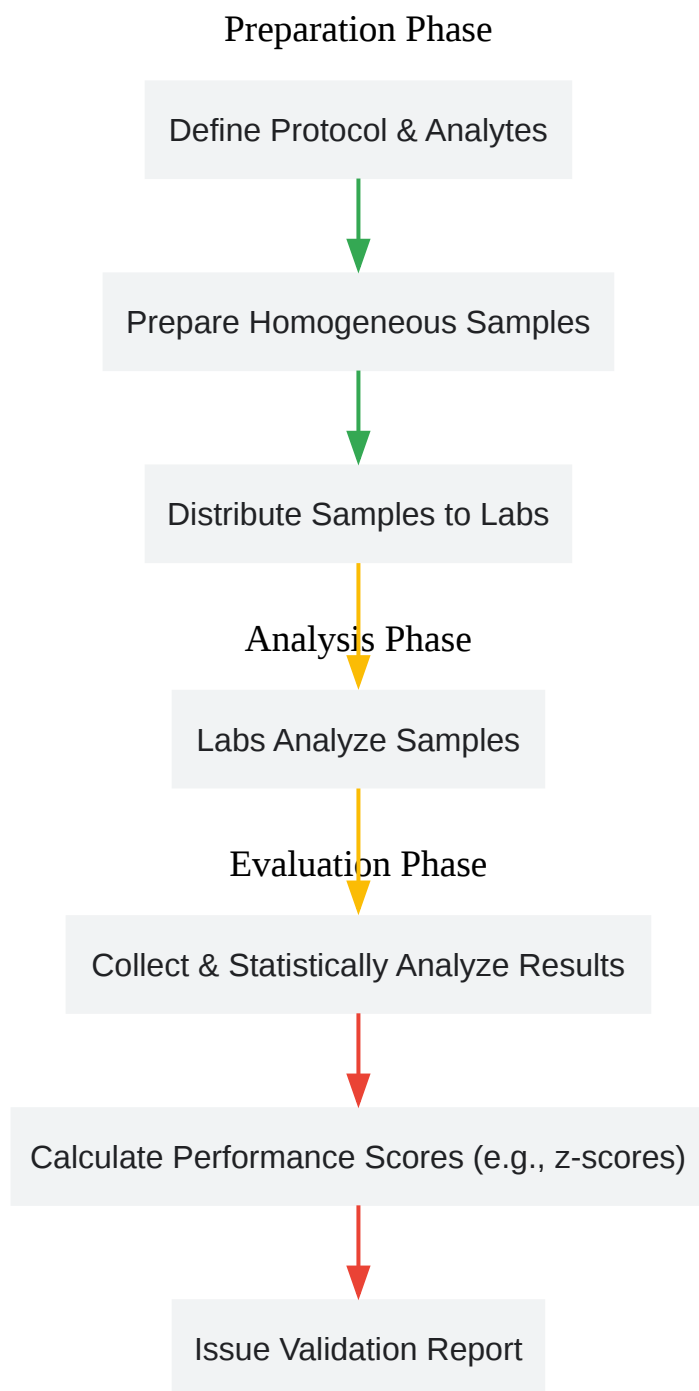 Preparation Phase
Define Protocol & Analytes
Prepare Homogeneous Samples
Distribute Samples to Labs
Analysis Phase
Labs Analyze Samples
Evaluation Phase
Collect & Statistically Analyze Results
Calculate Performance Scores (e.g., z-scores)
Issue Validation Report